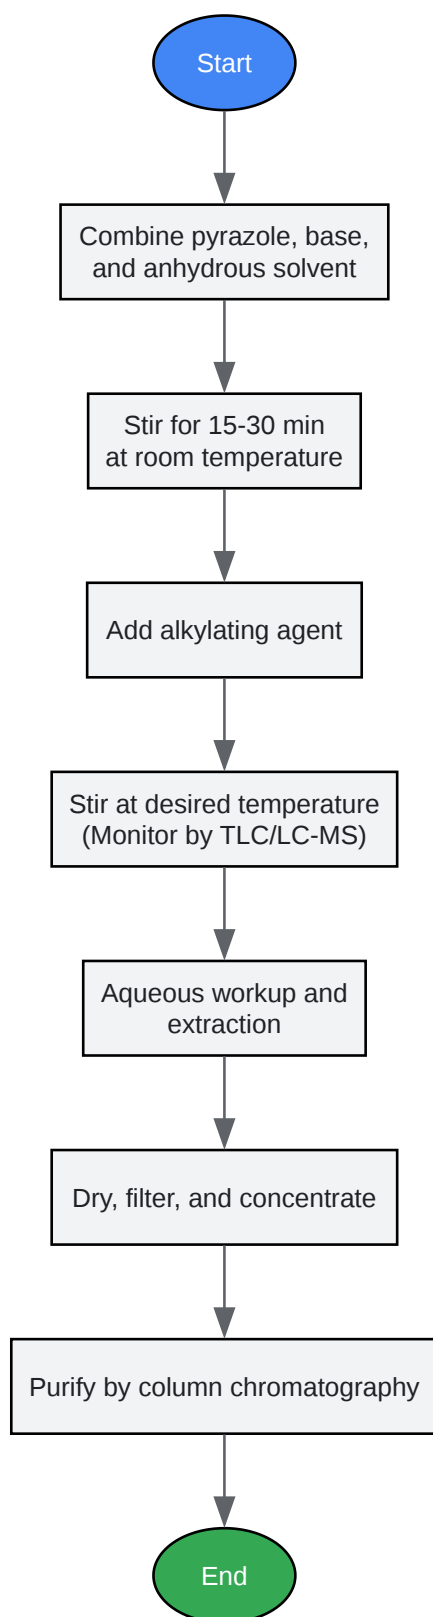 Start
Combine pyrazole, base,
and anhydrous solvent
Stir for 15-30 min
at room temperature
Add alkylating agent
Stir at desired temperature
(Monitor by TLC/LC-MS)
Aqueous workup and
extraction
Dry, filter, and concentrate
Purify by column chromatography
End